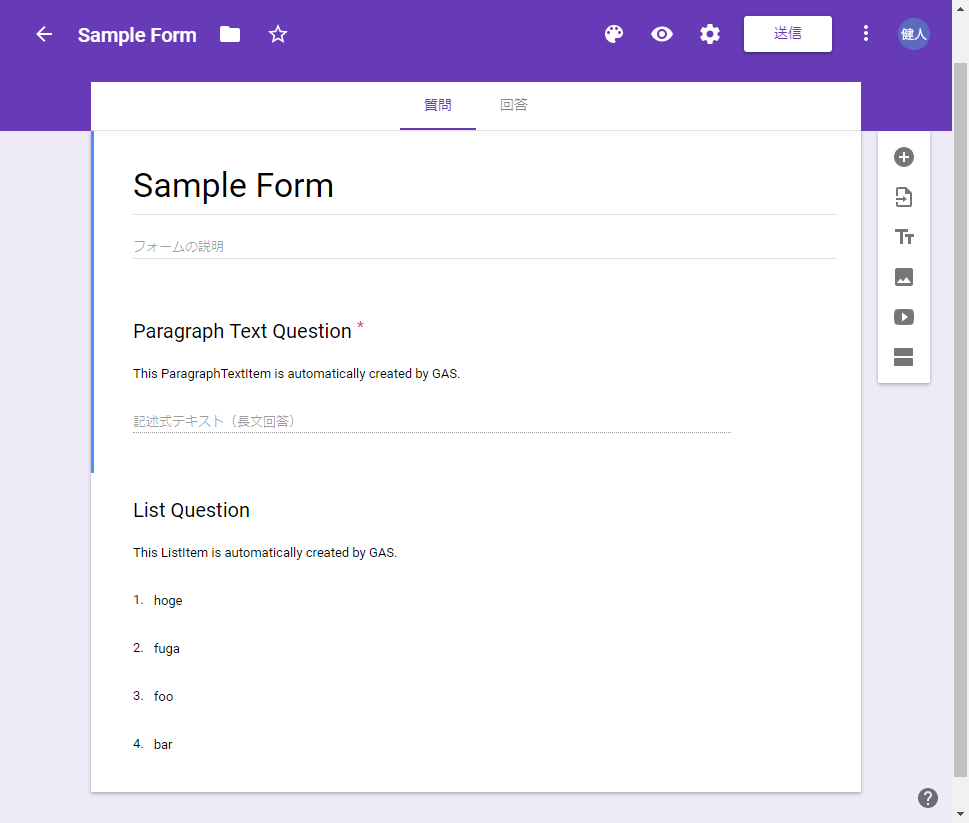 Sample Form
送信
健人
質問
回答
Sample Form
フォームの説明
Paragraph Text Question *
This ParagraphTextItem is automatically created by GAS.
記述式テキスト（長文回答）
List Question
This ListItem is automatically created by GAS.
1. hoge
2. fuga
3. foo
4. bar